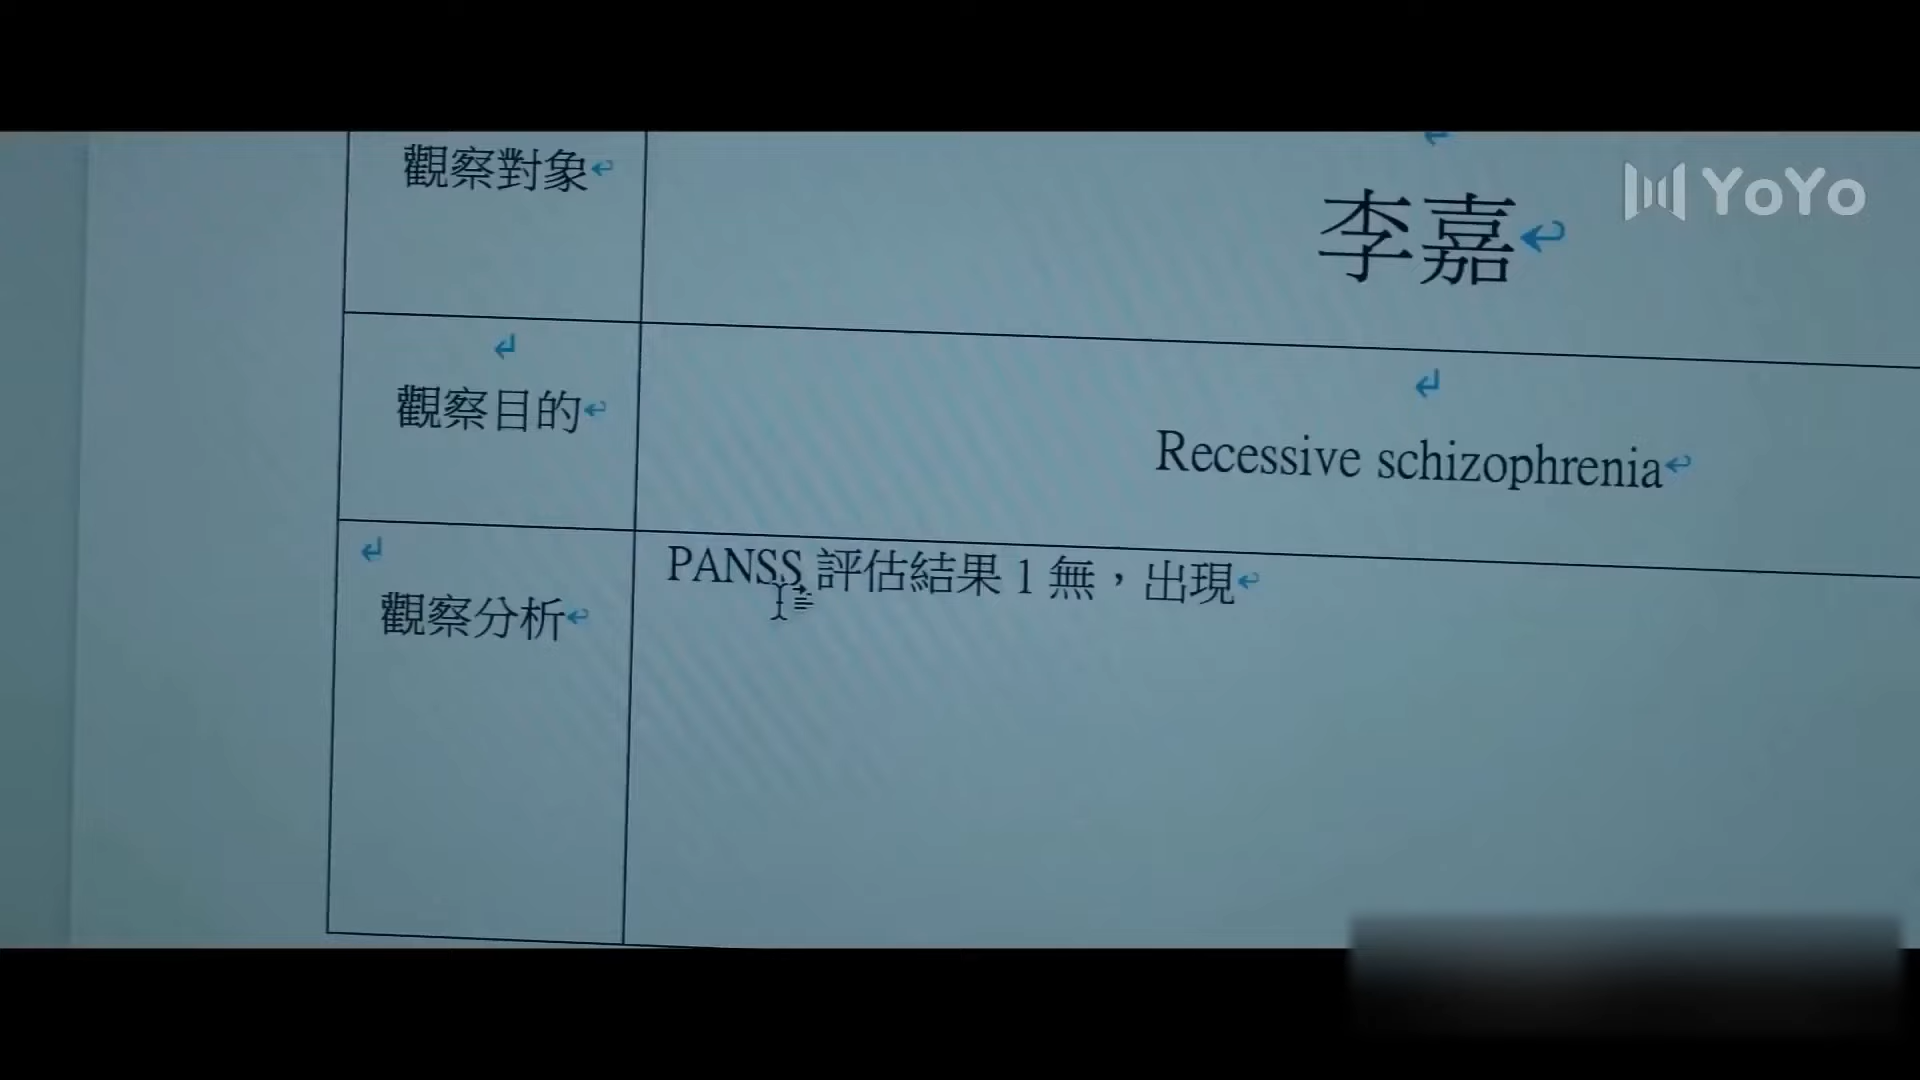 觀察對象
李嘉
YoYo
觀察目的
Recessive schizophrenia
觀察分析
PANSS 評估結果 1 無，出現